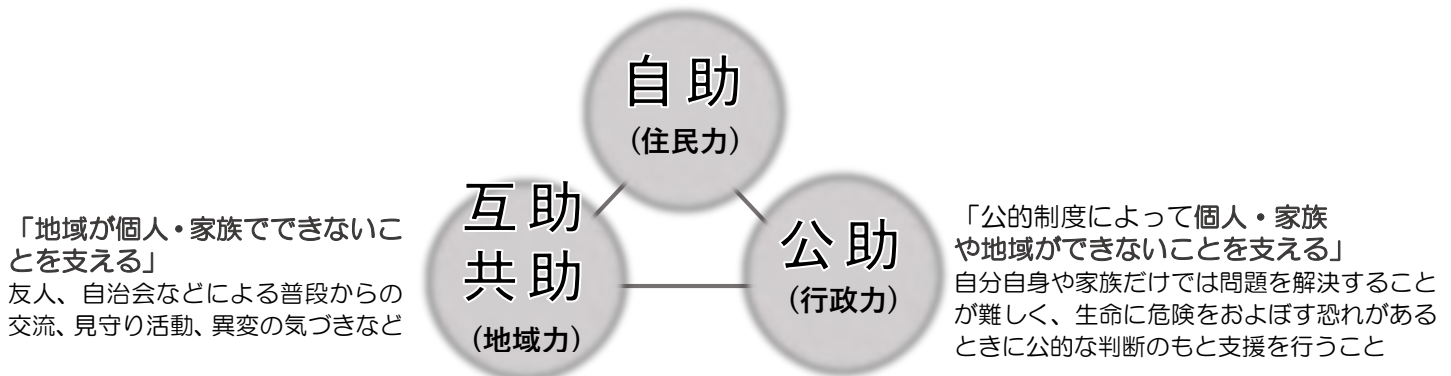 自助
(住民力)
互助
共助
(地域力)
公助
(行政力)
「地域が個人・家族でできないこ
とを支える」
友人、自治会などによる普段からの
交流、見守り活動、異変の気づきなど
「公的制度によって個人・家族
や地域ができないことを支える」
自分自身や家族だけでは問題を解決すること
が難しく、生命に危険をおよぼす恐れがある
ときに公的な判断のもと支援を行うこと